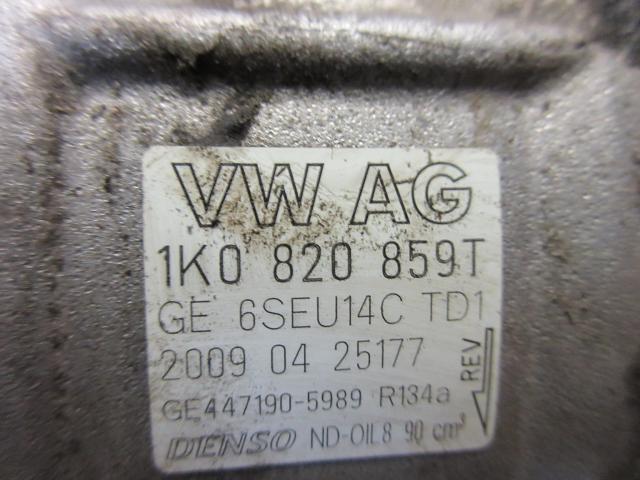 VW AG
1K0 820 859T
GE 6SEU14C TD1
2009 04 25177
REV
GE447190-5989 R134a
DENSO ND-OIL8 90 cm³